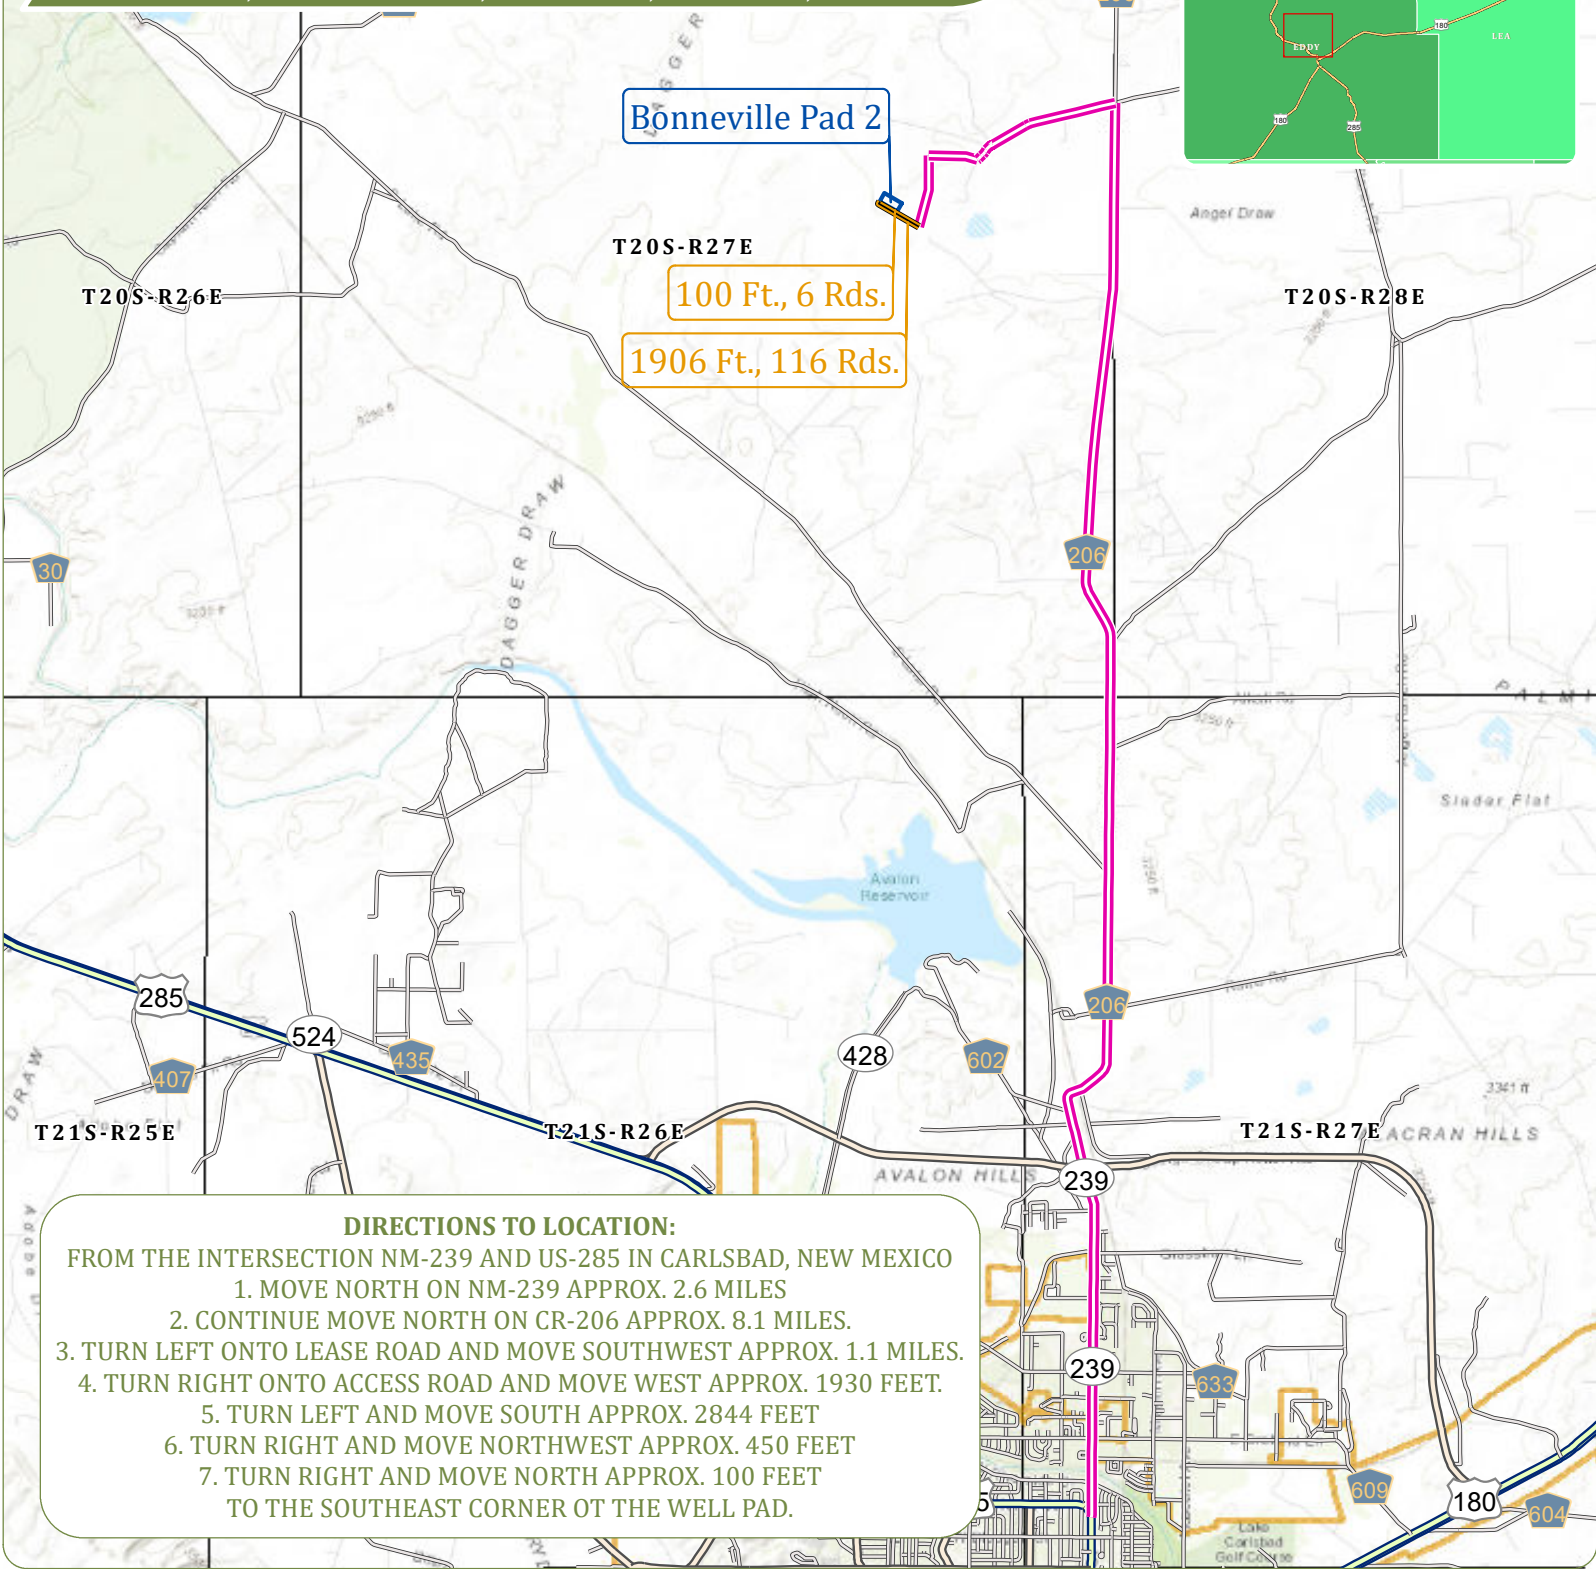 DAGGER
180
EDDY
LEA
180
285
Bonneville Pad 2
Angel Draw
T20S-R27E
T20S-R26E
100 Ft., 6 Rds.
T20S-R28E
1906 Ft., 116 Rds.
DAGGER DRAW
206
30
Avalon
Reservoir
Slader Flat
285
206
524
435
428
602
407
DRAW
3341 ft
T21S-R25E
T21S-R26E
T21S-R27E
ACRAN HILLS
AVALON HILLS
239
DIRECTIONS TO LOCATION:
FROM THE INTERSECTION NM-239 AND US-285 IN CARLSBAD, NEW MEXICO
1. MOVE NORTH ON NM-239 APPROX. 2.6 MILES
2. CONTINUE MOVE NORTH ON CR-206 APPROX. 8.1 MILES.
3. TURN LEFT ONTO LEASE ROAD AND MOVE SOUTHWEST APPROX. 1.1 MILES.
4. TURN RIGHT ONTO ACCESS ROAD AND MOVE WEST APPROX. 1930 FEET.
5. TURN LEFT AND MOVE SOUTH APPROX. 2844 FEET
6. TURN RIGHT AND MOVE NORTHWEST APPROX. 450 FEET
7. TURN RIGHT AND MOVE NORTH APPROX. 100 FEET
TO THE SOUTHEAST CORNER OT THE WELL PAD.
239
633
609
180
604
Lake
Carlsbad
Golf Course